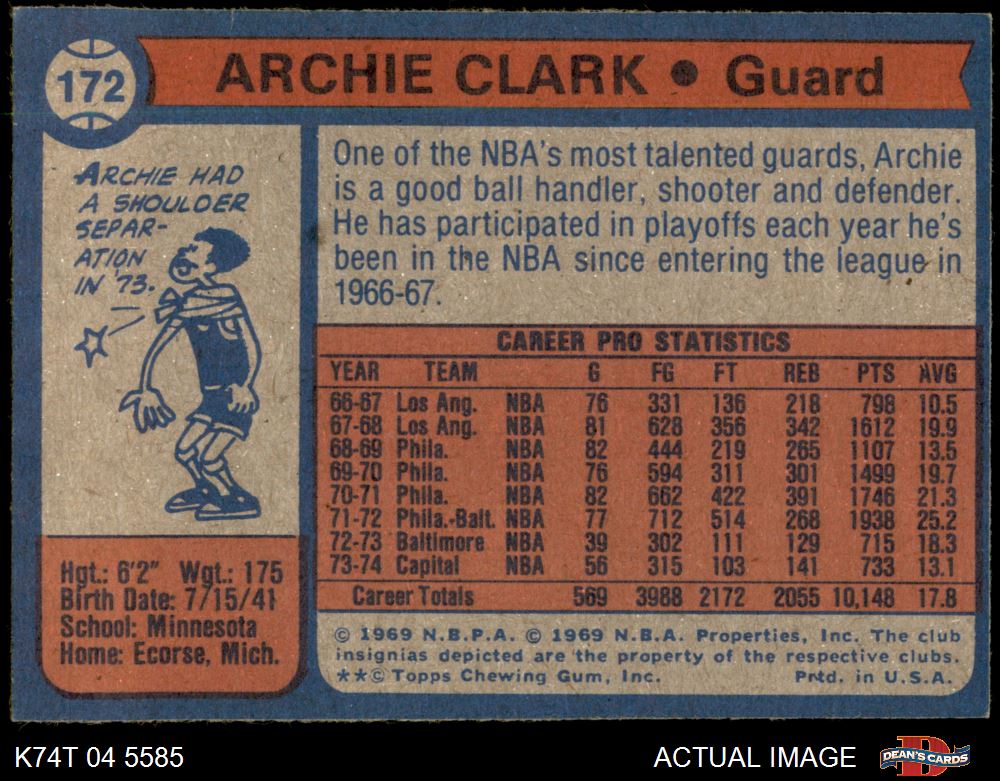 172
ARCHIE CLARK • Guard
ARCHIE HAD
A SHOULDER
SEPAR-
ATION
IN '73.
One of the NBA's most talented guards, Archie
is a good ball handler, shooter and defender.
He has participated in playoffs each year he's
been in the NBA since entering the league in
1966-67.
CAREER PRO STATISTICS
YEAR TEAM G FG FT REB PTS AVG
66-67 Los Ang. NBA 76 331 136 218 798 10.5
67-68 Los Ang. NBA 81 628 356 342 1612 19.9
68-69 Phila. NBA 82 444 219 265 1107 13.5
69-70 Phila. NBA 76 594 311 301 1499 19.7
70-71 Phila. NBA 82 662 422 391 1746 21.3
71-72 Phila.-Balt. NBA 77 712 514 268 1938 25.2
72-73 Baltimore NBA 39 302 111 129 715 18.3
73-74 Capital NBA 56 315 103 141 733 13.1
Career Totals 569 3988 2172 2055 10,148 17.8
Hgt.: 6'2" Wgt.: 175
Birth Date: 7/15/41
School: Minnesota
Home: Ecorse, Mich.
© 1969 N.B.P.A. © 1969 N.B.A. Properties, Inc. The club
insignias depicted are the property of the respective clubs.
**© Topps Chewing Gum, Inc. Prtd. in U.S.A.
K74T 04 5585
ACTUAL IMAGE
D
DEAN'S CARDS